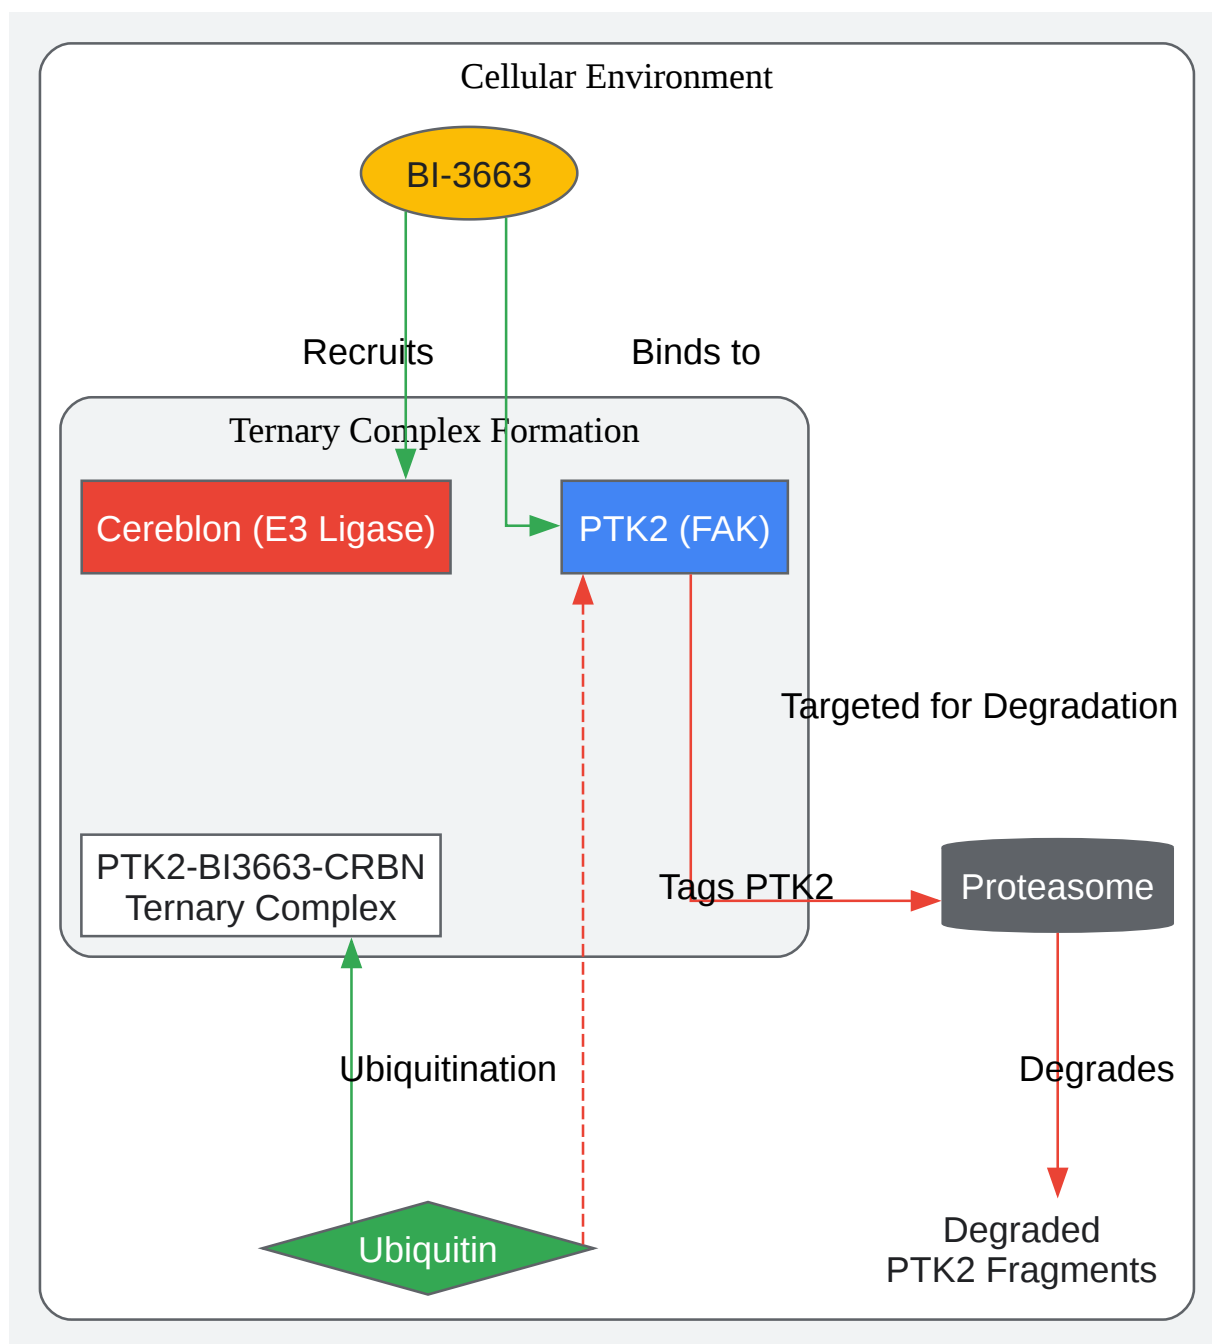 Cellular Environment
BI-3663
Recruits
Binds to
Ternary Complex Formation
Cereblon (E3 Ligase)
PTK2 (FAK)
Targeted for Degradation
PTK2-BI3663-CRBN
Ternary Complex
Tags PTK2
Proteasome
Ubiquitination
Degrades
Ubiquitin
Degraded
PTK2 Fragments